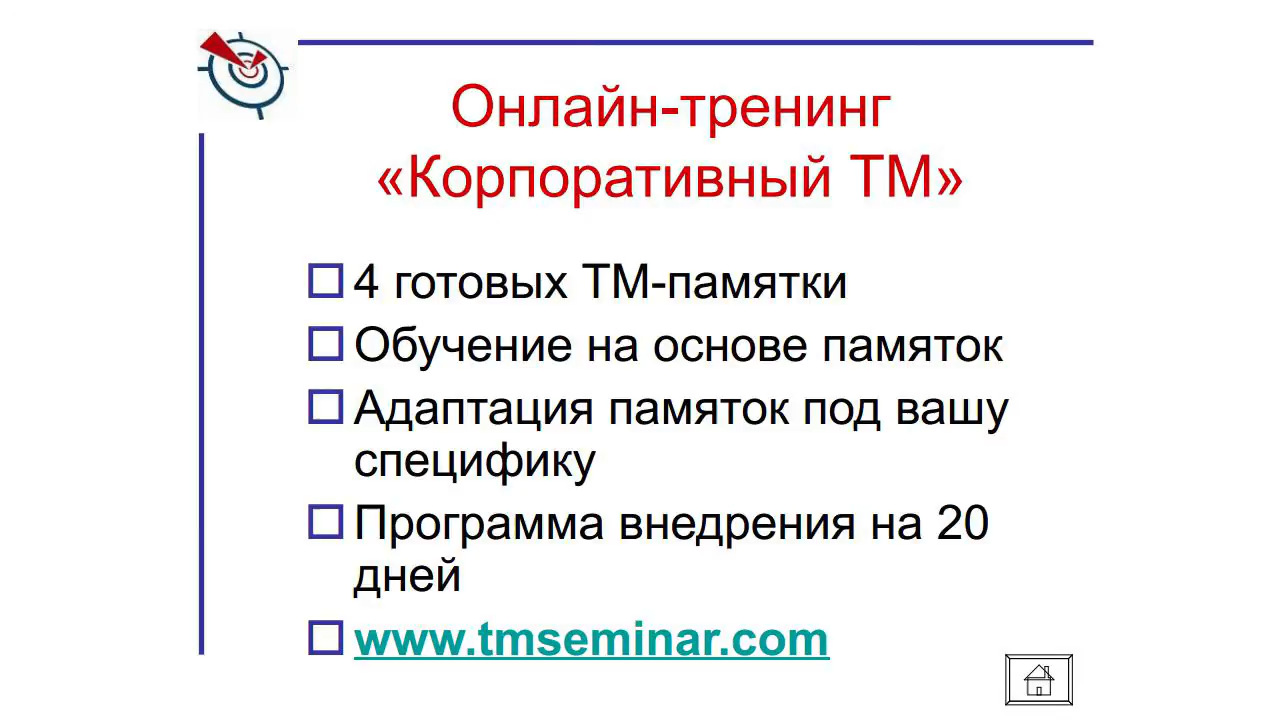 Онлайн-тренинг
«Корпоративный ТМ»
4 готовых ТМ-памятки
Обучение на основе памяток
Адаптация памяток под вашу
специфику
Программа внедрения на 20
дней
www.tmseminar.com